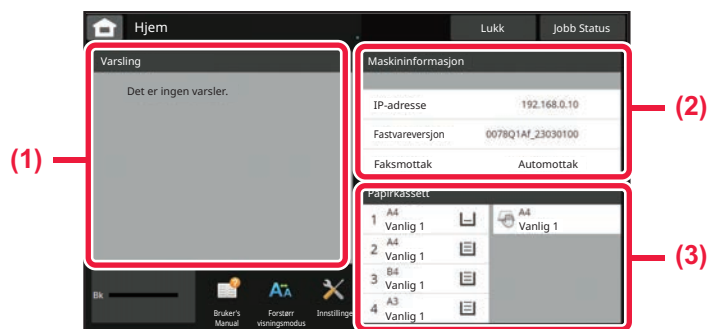 Hjem
Lukk
Jobb Status
Varsling
Det er ingen varsler.
Maskininformasjon
IP-adresse 192.168.0.10
Fastvareversjon 0078Q1Af_23030100
Faksmottak Automottak
Papirkassett
1 A4
Vanlig 1
2 A4
Vanlig 1
3 B4
Vanlig 1
4 A3
Vanlig 1
A4
Vanlig 1
Bk
Bruker's
Manual
Forstørr
visningsmodus
Innstillinge
(1)
(2)
(3)